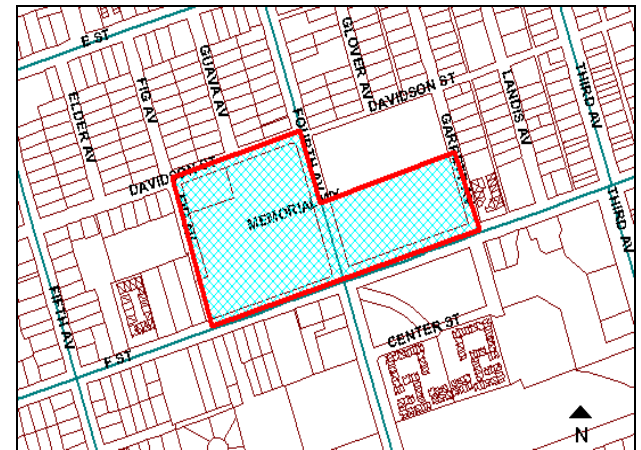 E ST
GLOVER AV
GUAVA AV
FIG AV
ELDER AV
THIRD AV
LANDIS AV
DAVIDSON ST
FOURTH AV
DAVIDSON ST
MEMORIAL
THIRD AV
FIFTH AV
CENTER ST
F ST
N